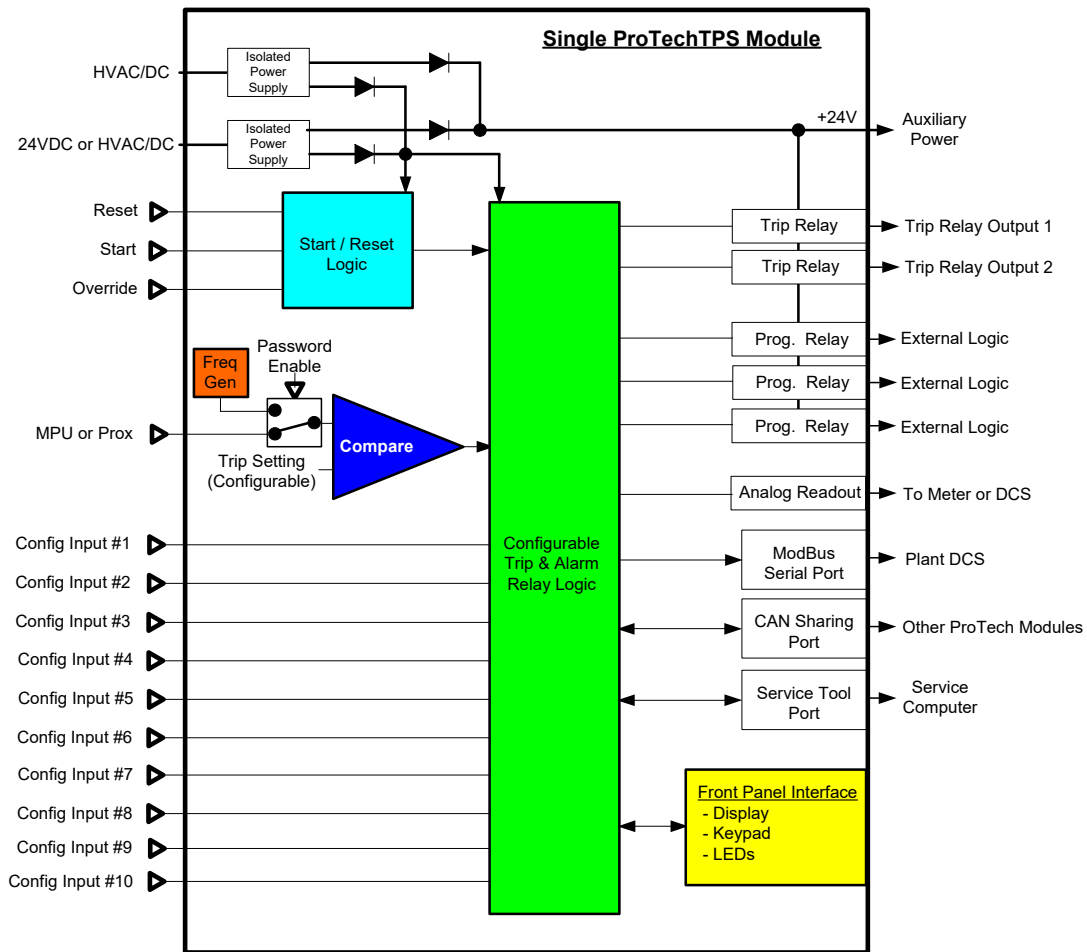 Single ProTechTPS Module
HVAC/DC
Isolated
Power
Supply
24VDC or HVAC/DC
Isolated
Power
Supply
+24V
Auxiliary
Power
Reset
Start
Override
Start / Reset
Logic
Trip Relay
Trip Relay Output 1
Trip Relay
Trip Relay Output 2
Prog. Relay
External Logic
Prog. Relay
External Logic
Prog. Relay
External Logic
Freq
Gen
Password
Enable
MPU or Prox
Compare
Trip Setting
(Configurable)
Analog Readout
To Meter or DCS
Configurable
Trip & Alarm
Relay Logic
ModBus
Serial Port
Plant DCS
CAN Sharing
Port
Other ProTech Modules
Service Tool
Port
Service
Computer
Config Input #1
Config Input #2
Config Input #3
Config Input #4
Config Input #5
Config Input #6
Config Input #7
Config Input #8
Config Input #9
Config Input #10
Front Panel Interface
- Display
- Keypad
- LEDs